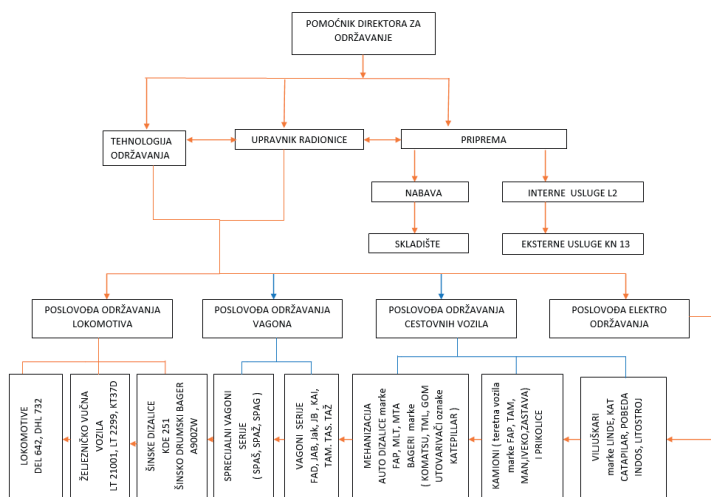 POMOĆNIK DIREKTORA ZA
ODRŽAVANJE
TEHNOLOGIJA
ODRŽAVANJA
UPRAVNIK RADIONICE
PRIPREMA
NABAVA
INTERNE USLUGE L2
SKLADIŠTE
EKSTERNE USLUGE KN 13
POSLOVOĐA ODRŽAVANJA
LOKOMOTIVA
POSLOVOĐA ODRŽAVANJA
VAGONA
POSLOVOĐA ODRŽAVANJA
CESTOVNIH VOZILA
POSLOVOĐA ELEKTRO
ODRŽAVANJA
LOKOMOTIVE
DEL 642, DHL 732
ŽELJEZNIČKO VUČNA
VOZILA
LT 21001, LT 2299, KT37D
ŠINSKE DIZALICE
KDE 251
ŠINSKO DRUMSKI BAGER
A900ZW
SPRECIJALNI VAGONI
SERIJE
( SPAŠ, SPAŽ, SPAG )
VAGONI SERIJE
FAD, JAB, Jak, JB , KAI,
TAM. TAS. TAŽ
MEHANIZACIJA
AUTO DIZALICE marke
FAP, MLT, MTA
BAGERI marke
( KOMATSU, TML, GOM
UTOVARIVAČI oznake
KATEPILLAR )
KAMIONI ( teretna vozila
marke FAP, TAM,
MAN,IVEKO,ZASTAVA)
I PRIKOLICE
VILJUŠKARI
marke LINDE, KAT
CATAPILAR, POBEDA
INDOS, LITOSTROJ